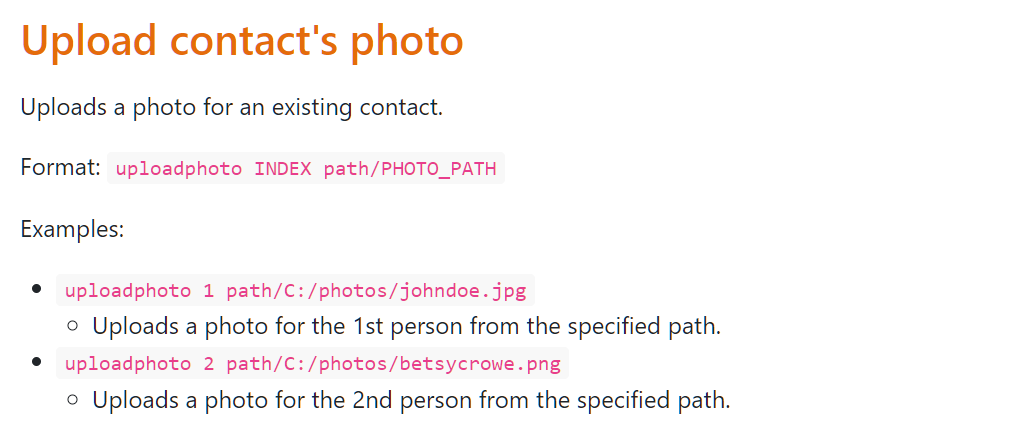 Upload contact's photo
Uploads a photo for an existing contact.
Format: uploadphoto INDEX path/PHOTO_PATH
Examples:
uploadphoto 1 path/C:/photos/johndoe.jpg
Uploads a photo for the 1st person from the specified path.
uploadphoto 2 path/C:/photos/betsycrowe.png
Uploads a photo for the 2nd person from the specified path.